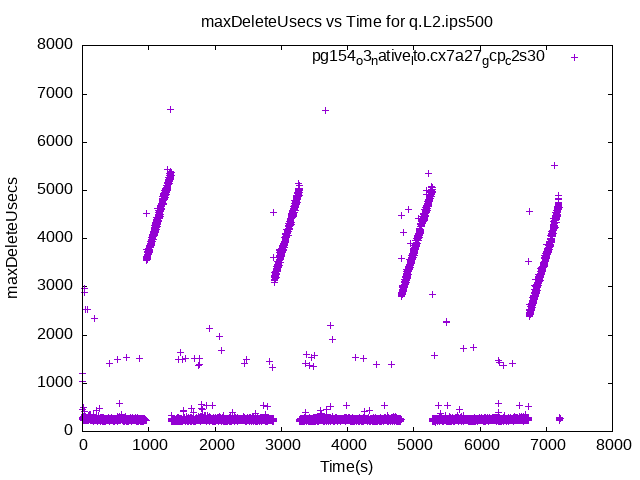 maxDeleteUsecs vs Time for q.L2.ips500
pg154o3native_lto.cx7a27gcpc2s30
8000
7000
6000
5000
4000
3000
2000
1000
0
maxDeleteUsecs
0 1000 2000 3000 4000 5000 6000 7000 8000
Time(s)